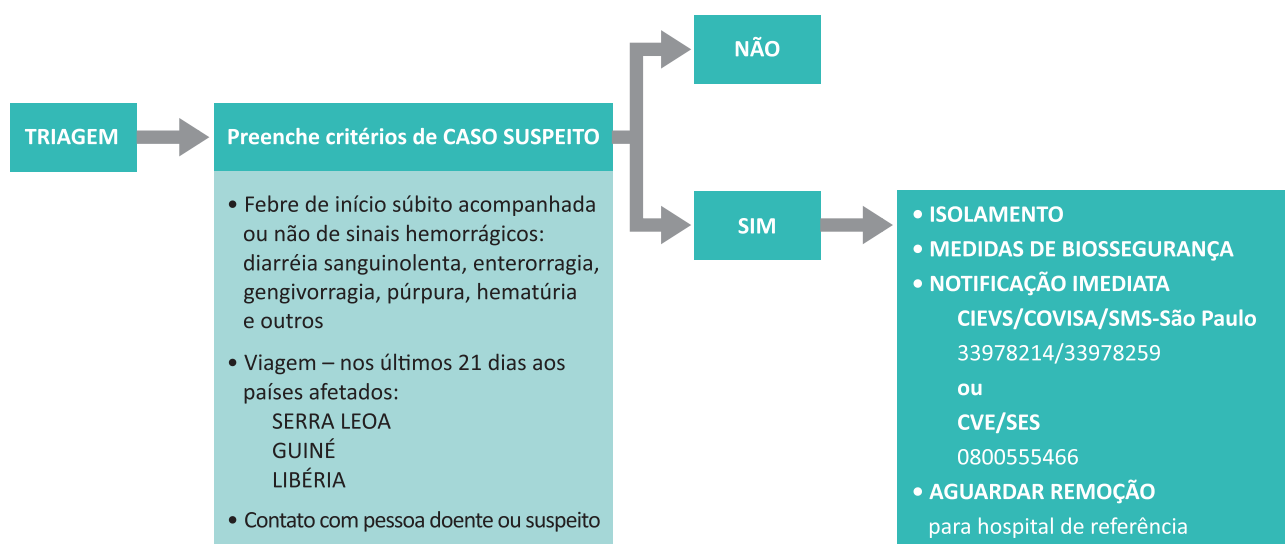 TRIAGEM
Preenche critérios de CASO SUSPEITO
• Febre de início súbito acompanhada
ou não de sinais hemorrágicos:
diarréia sanguinolenta, enterorragia,
gengivorragia, púrpura, hematúria
e outros
• Viagem – nos últimos 21 dias aos
países afetados:
SERRA LEOA
GUINÉ
LIBÉRIA
• Contato com pessoa doente ou suspeito
NÃO
SIM
• ISOLAMENTO
• MEDIDAS DE BIOSSEGURANÇA
• NOTIFICAÇÃO IMEDIATA
CIEVS/COVISA/SMS-São Paulo
33978214/33978259
ou
CVE/SES
0800555466
• AGUARDAR REMOÇÃO
para hospital de referência